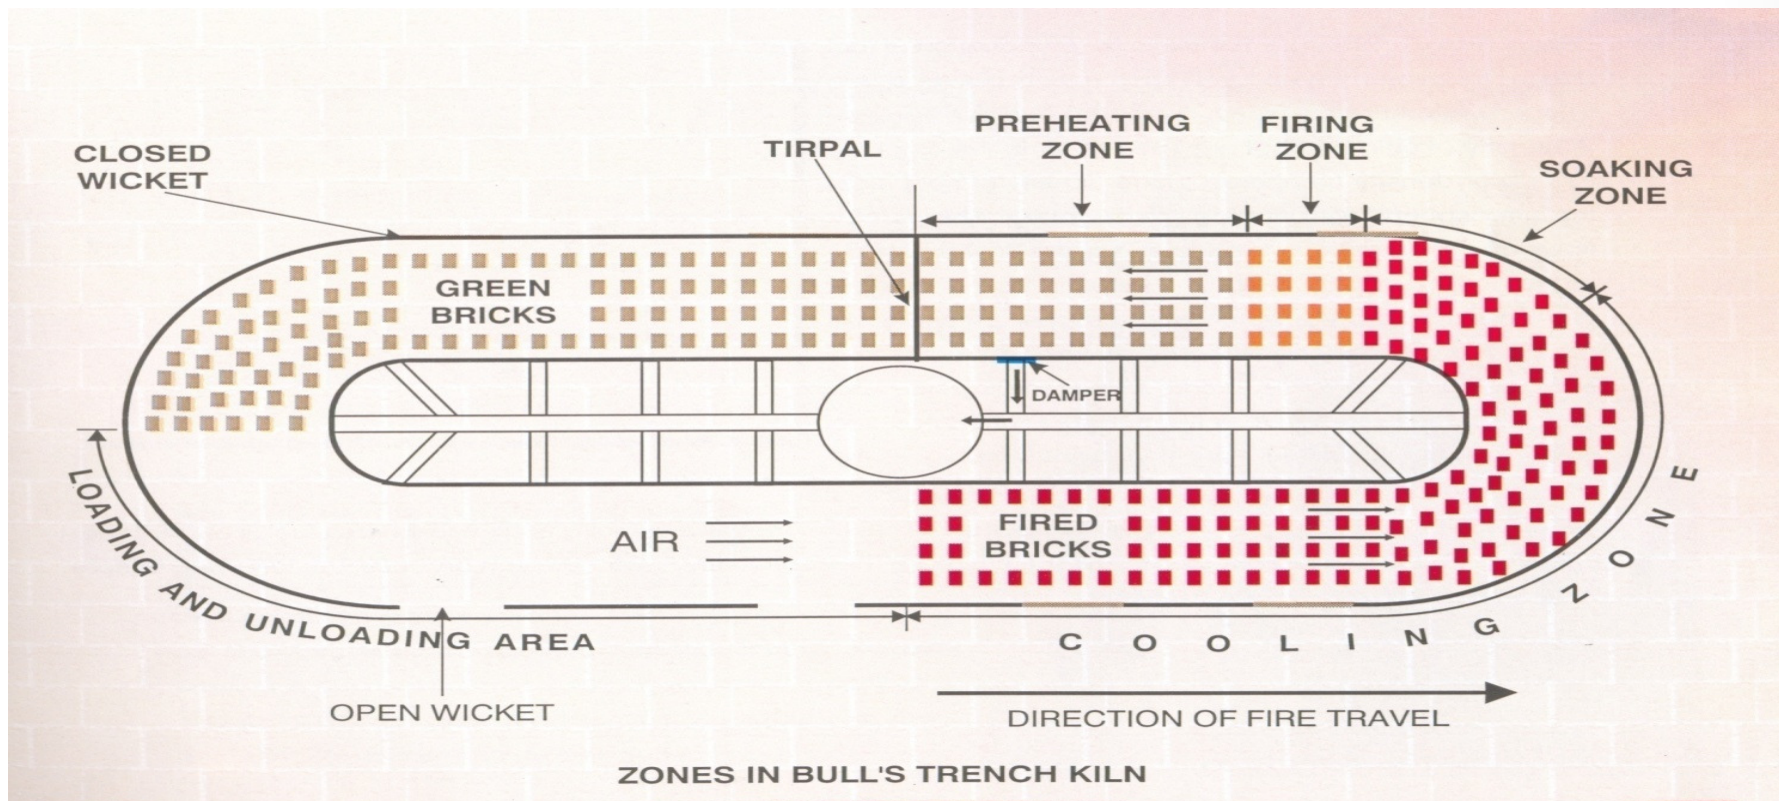 PREHEATING
ZONE
FIRING
ZONE
TIRPAL
CLOSED
WICKET
SOAKING
ZONE
GREEN
BRICKS
DAMPER
AIR
FIRED
BRICKS
LOADING AND UNLOADING AREA
COOLING ZONE
OPEN WICKET
DIRECTION OF FIRE TRAVEL
ZONES IN BULL'S TRENCH KILN